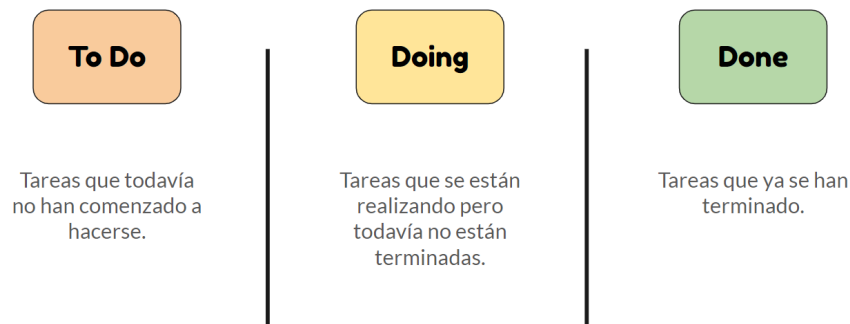 To Do
Tareas que todavía
no han comenzado a
hacerse.
Doing
Tareas que se están
realizando pero
todavía no están
terminadas.
Done
Tareas que ya se han
terminado.